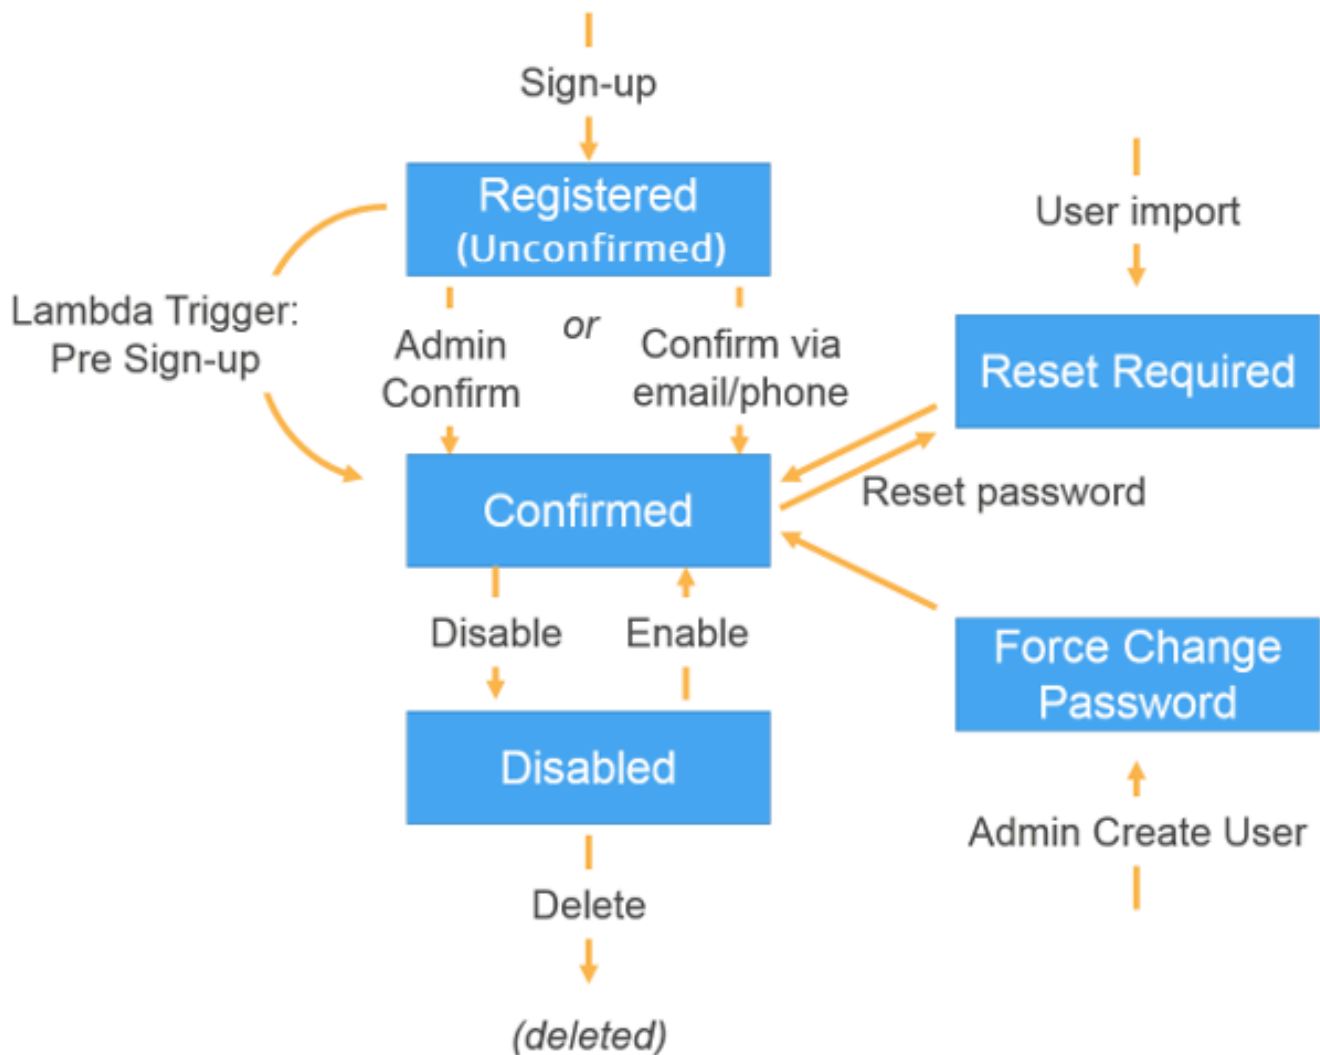 Sign-up
Registered
(Unconfirmed)
User import
Lambda Trigger:
Pre Sign-up
Admin
Confirm
or
Confirm via
email/phone
Reset Required
Confirmed
Reset password
Disable
Enable
Force Change
Password
Disabled
Admin Create User
Delete
(deleted)